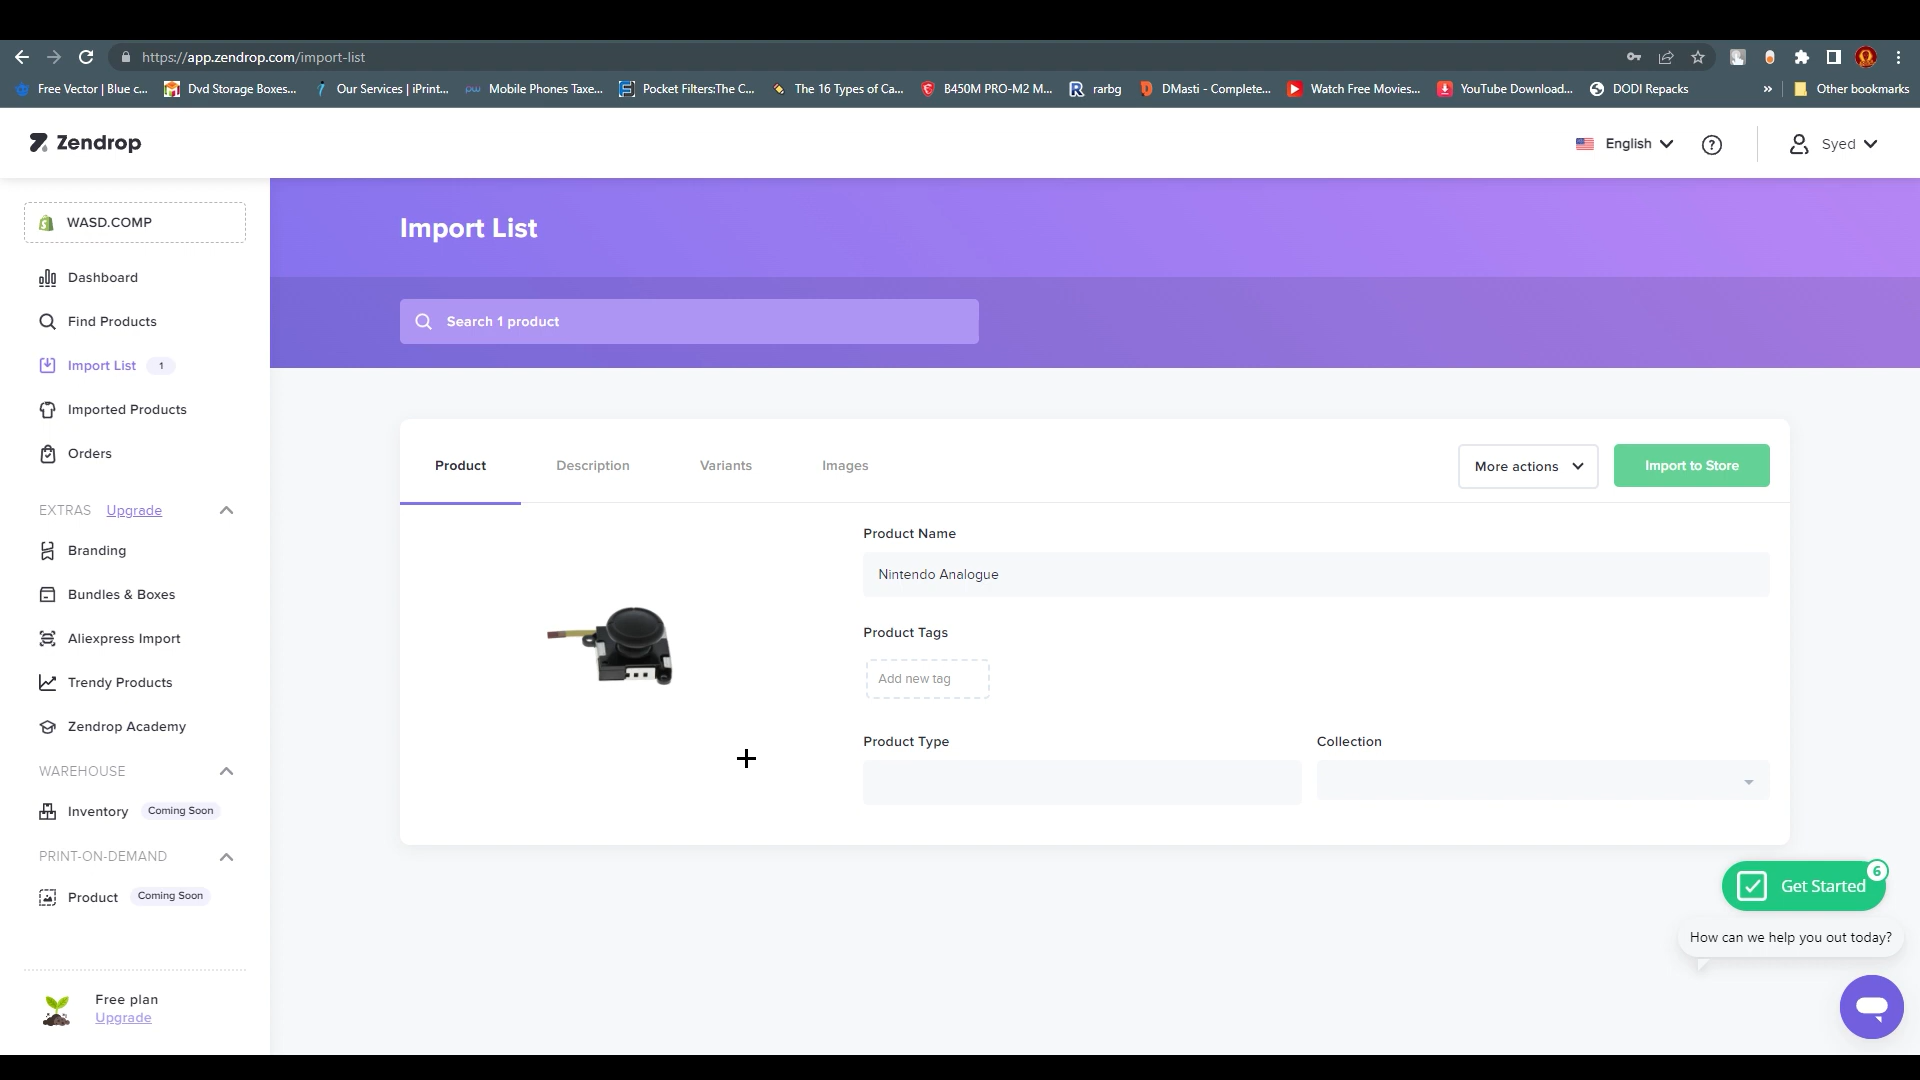 https://app.zendrop.com/import-list
Free Vector | Blue c...
Dvd Storage Boxes...
Our Services | iPrint...
Mobile Phones Taxe...
Pocket Filters:The C...
The 16 Types of Ca...
B450M PRO-M2 M...
rarbg
DMasti - Complete...
Watch Free Movies...
YouTube Download...
DODI Repacks
»
Other bookmarks
Zendrop
English
Syed
WASD.COMP
Dashboard
Find Products
Import List 1
Imported Products
Orders
EXTRAS Upgrade
Branding
Bundles & Boxes
Aliexpress Import
Trendy Products
Zendrop Academy
WAREHOUSE
Inventory Coming Soon
PRINT-ON-DEMAND
Product Coming Soon
Free plan
Upgrade
Import List
Search 1 product
Product
Description
Variants
Images
More actions
Import to Store
Product Name
Nintendo Analogue
Product Tags
Add new tag
Product Type
Collection
Get Started 6
How can we help you out today?